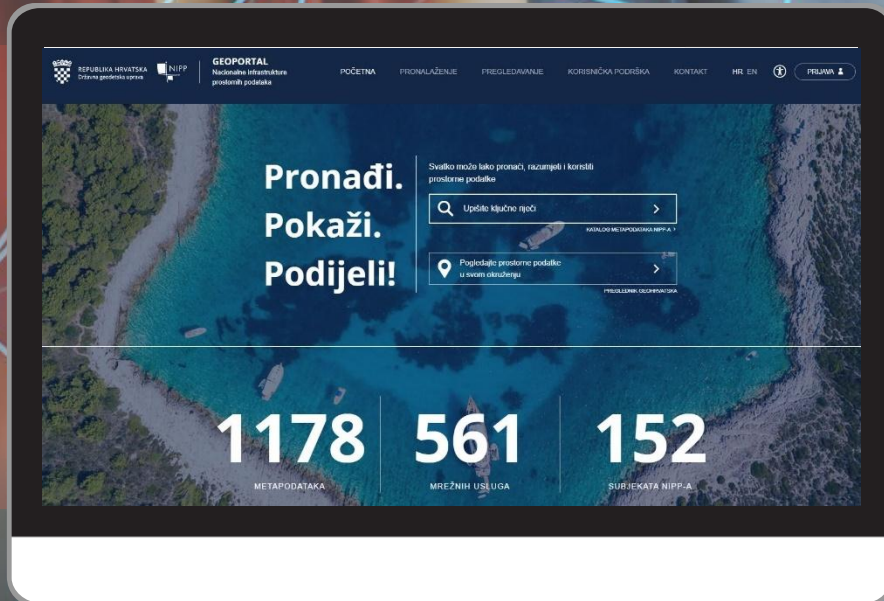 REPUBLIKA HRVATSKA
Državna geodetska uprava
NIPP
GEOPORTAL
Nacionalne infrastrukture
prostornih podataka
POČETNA
PRONALAŽENJE
PREGLEDAVANJE
KORISNIČKA PODRŠKA
KONTAKT
HR EN
PRIJAVA
Pronađi.
Pokaži.
Podijeli!
Svatko može lako pronaći, razumjeti i koristiti
prostorne podatke
Upišite ključne riječi
KATALOG METAPODATAKA NIPP-A >
Pogledajte prostorne podatke
u svom okruženju
PREGLEDNIK GEOHRVATSKA
1178
METAPODATAKA
561
MREŽNIH USLUGA
152
SUBJEKATA NIPP-A